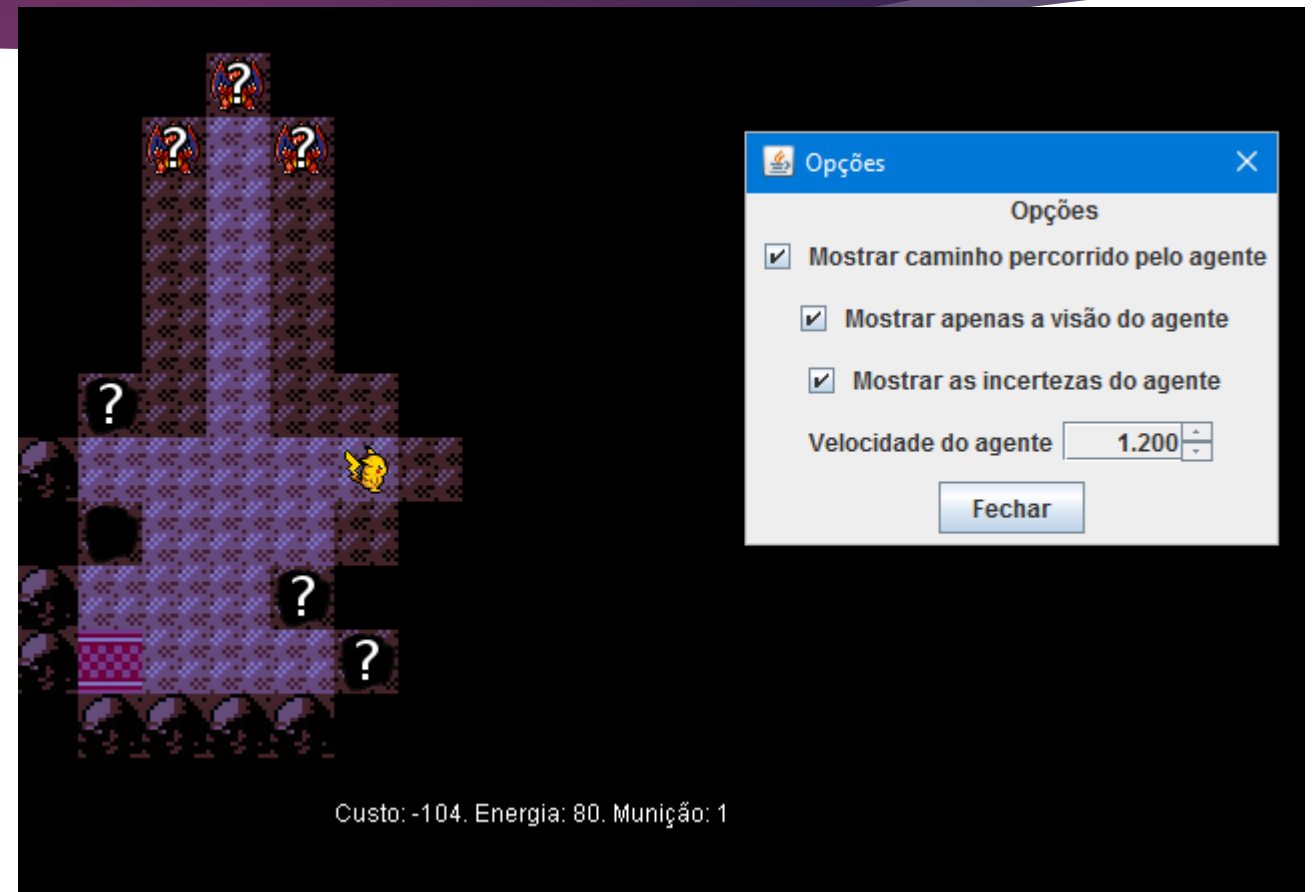 ?
? ?
Opções
Opções
Mostrar caminho percorrido pelo agente
Mostrar apenas a visão do agente
Mostrar as incertezas do agente
?
Velocidade do agente 1.200
Fechar
?
?
Custo: -104. Energia: 80. Munição: 1